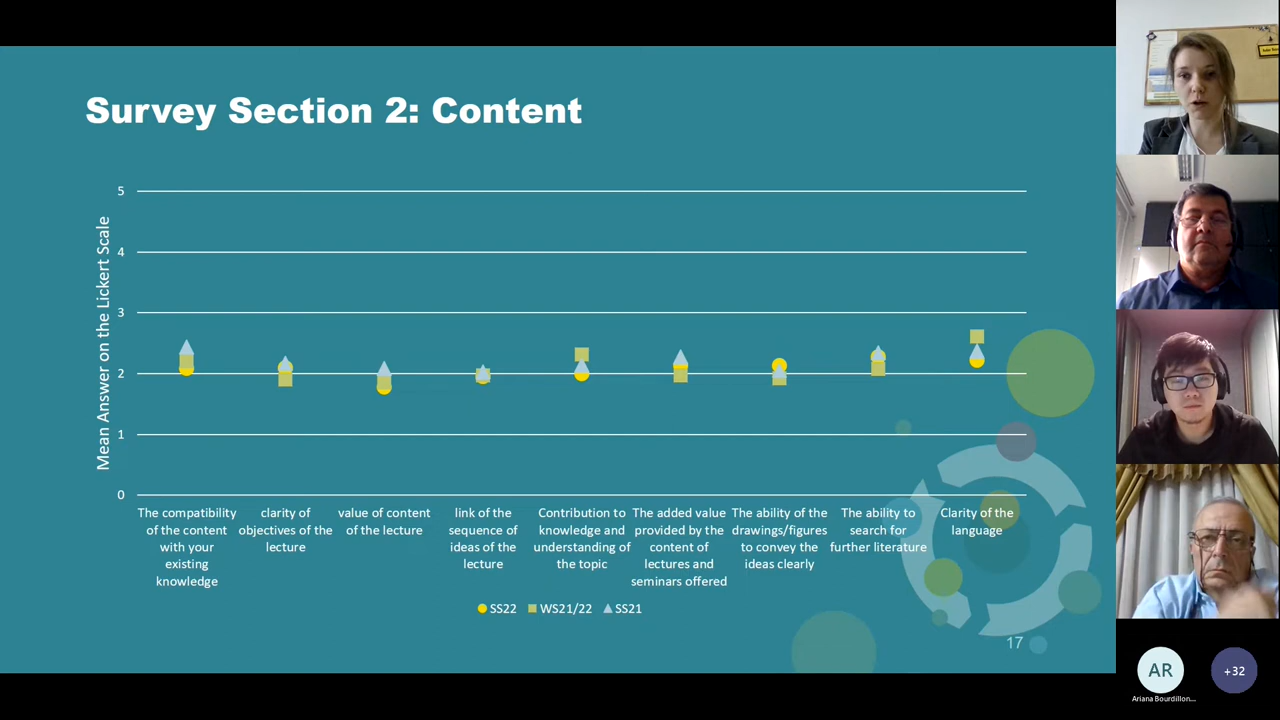 Survey Section 2: Content
Mean Answer on the Lickert Scale
5
4
3
2
1
0
The compatibility
of the content
with your
existing
knowledge
clarity of
objectives of the
lecture
value of content
of the lecture
link of the
sequence of
ideas of the
lecture
Contribution to
knowledge and
understanding of
the topic
The added value
provided by the
content of
lectures and
seminars offered
The ability of the
drawings/figures
to convey the
ideas clearly
The ability to
search for
further literature
Clarity of the
language
SS22 WS21/22 SS21
17
AR
Ariana Bourdillon...
+32